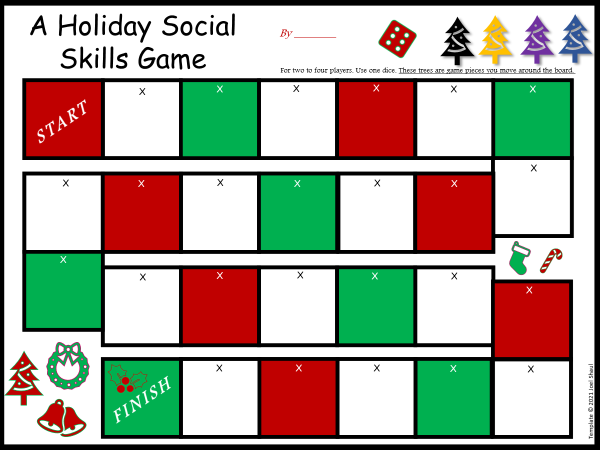 A Holiday Social
Skills Game
By ________
For two to four players. Use one dice. These trees are game pieces you move around the board.
START X X X X X X
X
X X X X X X
X
X X X X X
X
FINISH X X X X X
Template © 2021 Joel Shaul